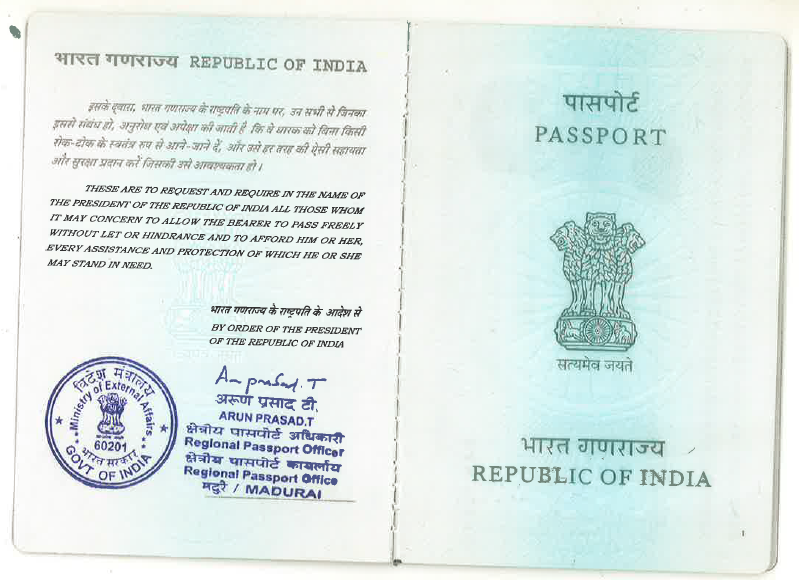 भारत गणराज्य REPUBLIC OF INDIA
इसके द्वारा, भारत गणराज्य के राष्ट्रपति के नाम पर, उन सभी से जिनका
इससे संबंध हो, अनुरोध एवं अपेक्षा की जाती है कि वे धारक को बिना किसी
रोक-टोक के स्वतंत्र रुप से आने-जाने दें, और उसे हर तरह की ऐसी सहायता
और सुरक्षा प्रदान करें जिसकी उसे आवश्यकता हो।
THESE ARE TO REQUEST AND REQUIRE IN THE NAME OF
THE PRESIDENT OF THE REPUBLIC OF INDIA ALL THOSE WHOM
IT MAY CONCERN TO ALLOW THE BEARER TO PASS FREELY
WITHOUT LET OR HINDRANCE AND TO AFFORD HIM OR HER,
EVERY ASSISTANCE AND PROTECTION OF WHICH HE OR SHE
MAY STAND IN NEED.
भारत गणराज्य के राष्ट्रपति के आदेश से
BY ORDER OF THE PRESIDENT
OF THE REPUBLIC OF INDIA
विदेश मंत्रालय
Ministry of External Affairs
60201
भारत सरकार
GOVT OF INDIA
Arun prasad. T
अरूण प्रसाद टी.
ARUN PRASAD.T
क्षेत्रीय पासपोर्ट अधिकारी
Regional Passport Officer
क्षेत्रीय पासपोर्ट कार्यालय
Regional Passport Office
मदुरै / MADURAI
पासपोर्ट
PASSPORT
सत्यमेव जयते
भारत गणराज्य
REPUBLIC OF INDIA
1